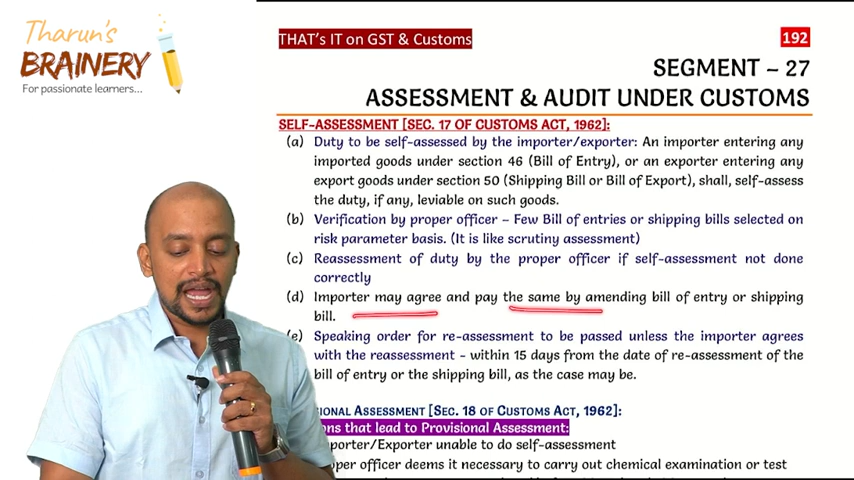 Tharun's
BRAINERY
For passionate learners...
THAT's IT on GST & Customs
192
SEGMENT – 27
ASSESSMENT & AUDIT UNDER CUSTOMS
SELF-ASSESSMENT [SEC. 17 OF CUSTOMS ACT, 1962]:
(a) Duty to be self-assessed by the importer/exporter: An importer entering any
imported goods under section 46 (Bill of Entry), or an exporter entering any
export goods under section 50 (Shipping Bill or Bill of Export), shall, self-assess
the duty, if any, leviable on such goods.
(b) Verification by proper officer – Few Bill of entries or shipping bills selected on
risk parameter basis. (It is like scrutiny assessment)
(c) Reassessment of duty by the proper officer if self-assessment not done
correctly
(d) Importer may agree and pay the same by amending bill of entry or shipping
bill.
(e) Speaking order for re-assessment to be passed unless the importer agrees
with the reassessment – within 15 days from the date of re-assessment of the
bill of entry or the shipping bill, as the case may be.
ASSESSMENT [SEC. 18 OF CUSTOMS ACT, 1962]:
that lead to Provisional Assessment:
unable to do self-assessment
officer deems it necessary to carry out chemical examination or test